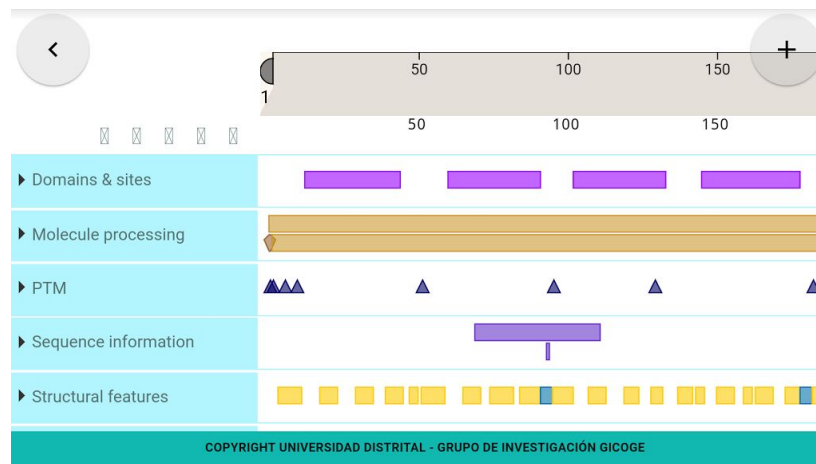 50 100 150
1
50 100 150
Domains & sites
Molecule processing
PTM
Sequence information
Structural features
COPYRIGHT UNIVERSIDAD DISTRITAL - GRUPO DE INVESTIGACIÓN GICOGE